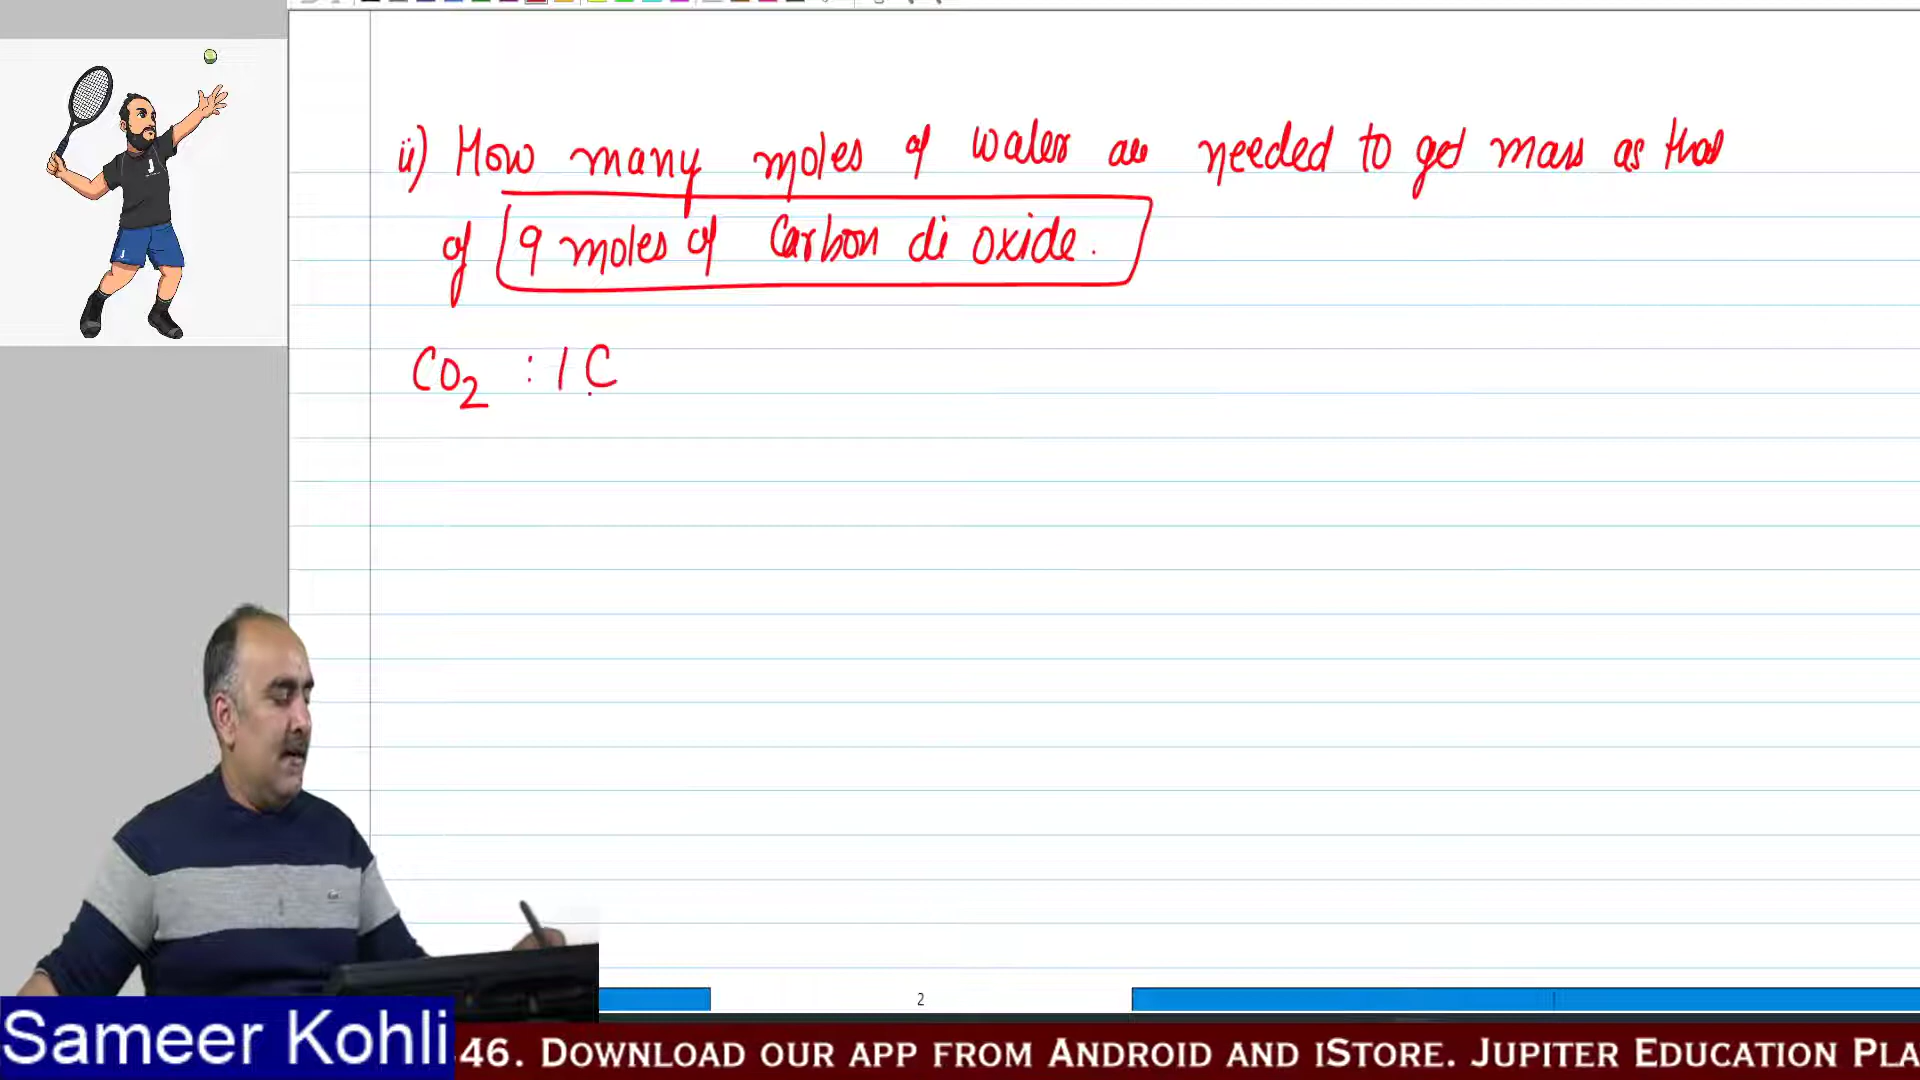 ii) How many moles of water are needed to get mass as that
of 9 moles of Carbon di oxide.
CO₂ : 1 C
2
Sameer Kohli
46. Download our app from Android and iStore. Jupiter Education Pla